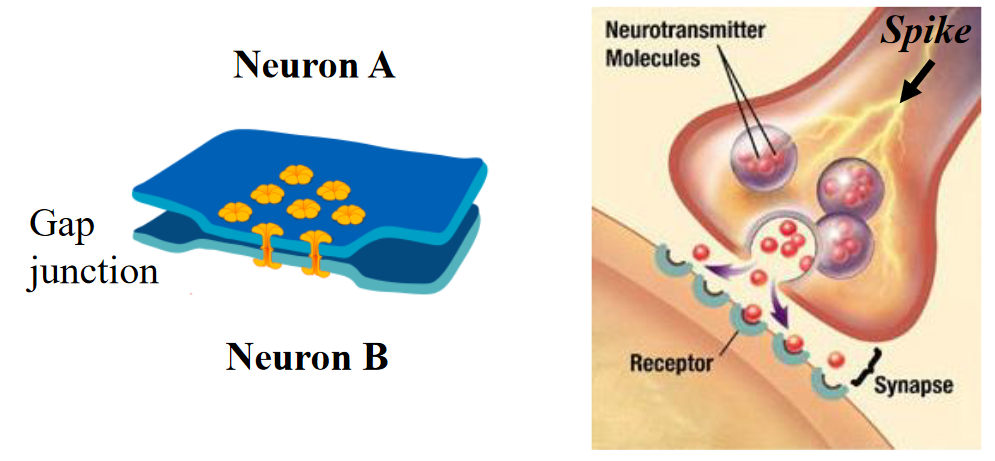 Neuron A
Gap
junction
Neuron B
Neurotransmitter
Molecules
Spike
Receptor
Synapse